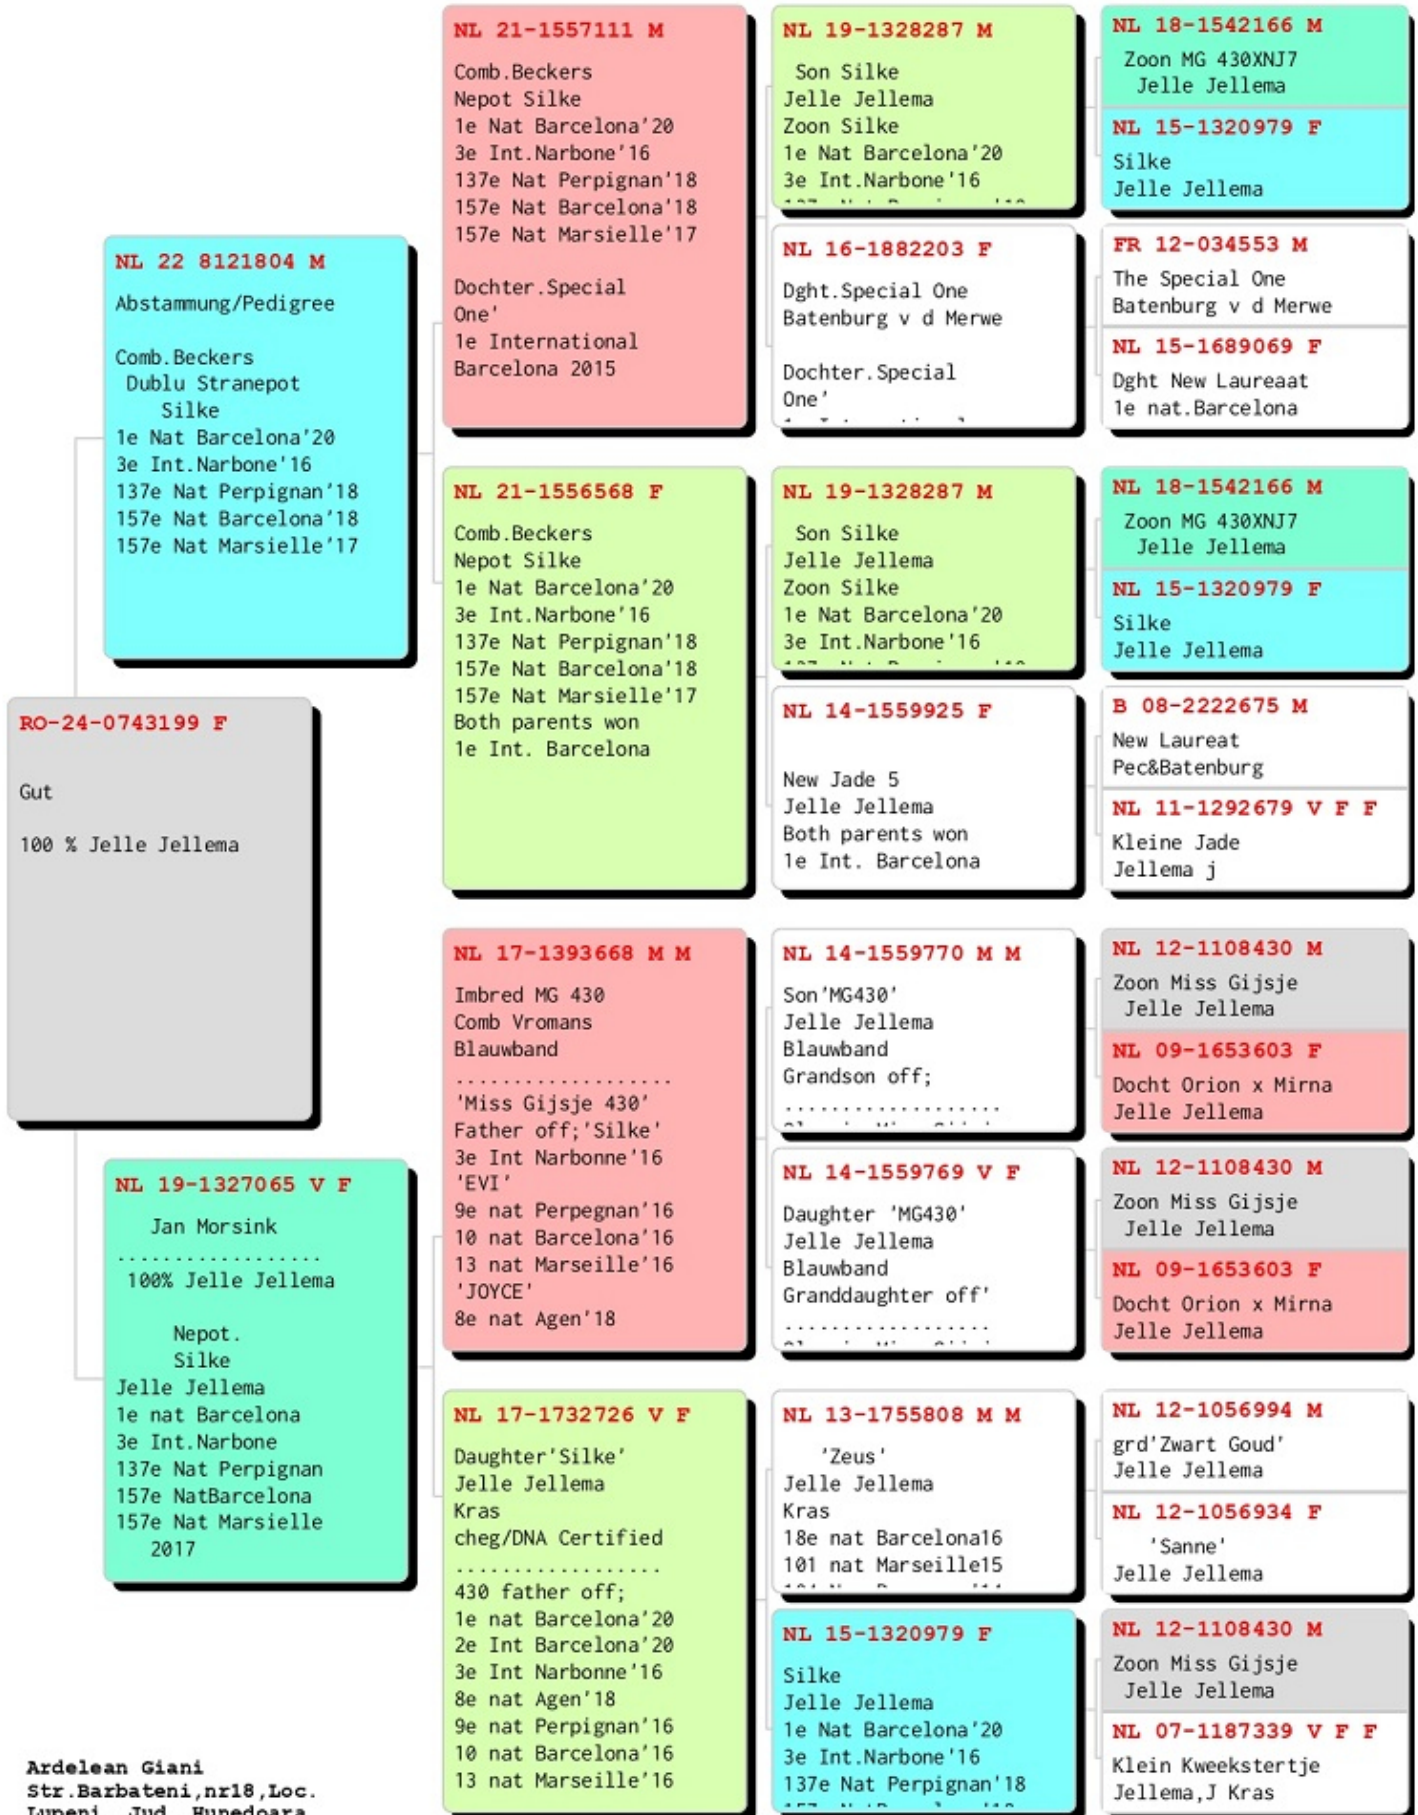 NL 21-1557111 M
Comb.Beckers
Nepot Silke
1e Nat Barcelona'20
3e Int.Narbone'16
137e Nat Perpignan'18
157e Nat Barcelona'18
157e Nat Marsielle'17
Dochter.Special
One'
1e International
Barcelona 2015
NL 19-1328287 M
Son Silke
Jelle Jellema
Zoon Silke
1e Nat Barcelona'20
3e Int.Narbone'16
NL 18-1542166 M
Zoon MG 430XNJ7
Jelle Jellema
NL 15-1320979 F
Silke
Jelle Jellema
NL 16-1882203 F
Dght.Special One
Batenburg v d Merwe
Dochter.Special
One'
FR 12-034553 M
The Special One
Batenburg v d Merwe
NL 15-1689069 F
Dght New Laureaat
1e nat.Barcelona
NL 22 8121804 M
Abstammung/Pedigree
Comb.Beckers
Dublu Stranepot
Silke
1e Nat Barcelona'20
3e Int.Narbone'16
137e Nat Perpignan'18
157e Nat Barcelona'18
157e Nat Marsielle'17
NL 21-1556568 F
Comb.Beckers
Nepot Silke
1e Nat Barcelona'20
3e Int.Narbone'16
137e Nat Perpignan'18
157e Nat Barcelona'18
157e Nat Marsielle'17
Both parents won
1e Int. Barcelona
NL 19-1328287 M
Son Silke
Jelle Jellema
Zoon Silke
1e Nat Barcelona'20
3e Int.Narbone'16
NL 18-1542166 M
Zoon MG 430XNJ7
Jelle Jellema
NL 15-1320979 F
Silke
Jelle Jellema
NL 14-1559925 F
New Jade 5
Jelle Jellema
Both parents won
1e Int. Barcelona
B 08-2222675 M
New Laureat
Pec&Batenburg
NL 11-1292679 V F F
Kleine Jade
Jellema j
RO-24-0743199 F
Gut
100 % Jelle Jellema
NL 17-1393668 M M
Imbred MG 430
Comb Vromans
Blauwband
...................
'Miss Gijsje 430'
Father off;'Silke'
3e Int Narbonne'16
'EVI'
9e nat Perpegnan'16
10 nat Barcelona'16
13 nat Marseille'16
'JOYCE'
8e nat Agen'18
NL 14-1559770 M M
Son'MG430'
Jelle Jellema
Blauwband
Grandson off;
...................
NL 12-1108430 M
Zoon Miss Gijsje
Jelle Jellema
NL 09-1653603 F
Docht Orion x Mirna
Jelle Jellema
NL 14-1559769 V F
Daughter 'MG430'
Jelle Jellema
Blauwband
Granddaughter off'
..................
NL 12-1108430 M
Zoon Miss Gijsje
Jelle Jellema
NL 09-1653603 F
Docht Orion x Mirna
Jelle Jellema
NL 19-1327065 V F
Jan Morsink
..................
100% Jelle Jellema
Nepot.
Silke
Jelle Jellema
1e nat Barcelona
3e Int.Narbone
137e Nat Perpignan
157e NatBarcelona
157e Nat Marsielle
2017
NL 17-1732726 V F
Daughter'Silke'
Jelle Jellema
Kras
cheg/DNA Certified
..................
430 father off;
1e nat Barcelona'20
2e Int Barcelona'20
3e Int Narbonne'16
8e nat Agen'18
9e nat Perpignan'16
10 nat Barcelona'16
13 nat Marseille'16
NL 13-1755808 M M
'Zeus'
Jelle Jellema
Kras
18e nat Barcelona16
101 nat Marseille15
NL 12-1056994 M
grd'Zwart Goud'
Jelle Jellema
NL 12-1056934 F
'Sanne'
Jelle Jellema
NL 15-1320979 F
Silke
Jelle Jellema
1e Nat Barcelona'20
3e Int.Narbone'16
137e Nat Perpignan'18
NL 12-1108430 M
Zoon Miss Gijsje
Jelle Jellema
NL 07-1187339 V F F
Klein Kweekstertje
Jellema,J Kras
Ardelean Giani
Str.Barbateni,nr18,Loc.
Lupeni, Jud. Hunedoara